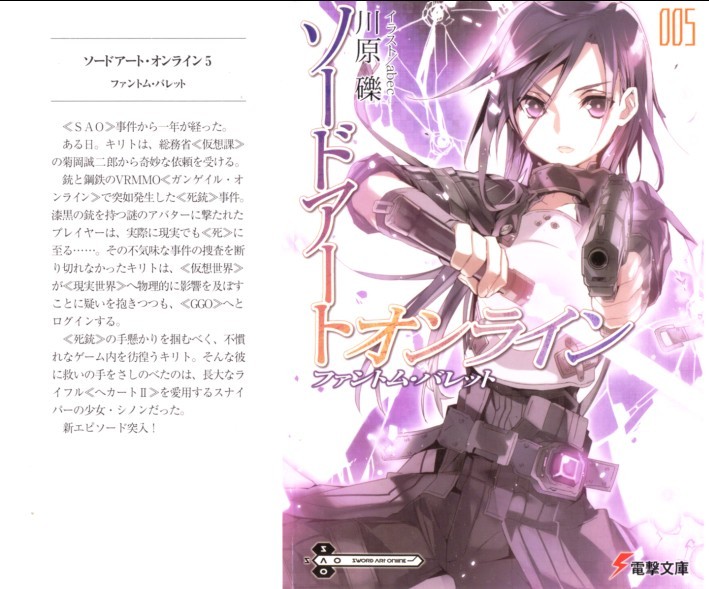 ソードアート・オンライン5
ファントム・バレット
≪SAO≫事件から一年が経った。
ある日。キリトは、総務省≪仮想課≫
の菊岡誠二郎から奇妙な依頼を受ける。
銃と鋼鉄のVRMMO≪ガンゲイル・オ
ンライン≫で突如発生した≪死銃≫事件。
漆黒の銃を持つ謎のアバターに撃たれた
プレイヤーは、実際に現実でも≪死≫に
至る……。その不気味な事件の捜査を断
り切れなかったキリトは、≪仮想世界≫
が≪現実世界≫へ物理的に影響を及ぼす
ことに疑いを抱きつつも、≪GGO≫へと
ログインする。
≪死銃≫の手懸かりを掴むべく、不慣
れなゲーム内を彷徨うキリト。そんな彼
に救いの手をさしのべたのは、長大なラ
イフル≪ヘカートⅡ≫を愛用するスナイ
パーの少女・シノンだった。
新エピソード突入！
005
ソードアート
オンライン
ファントム・バレット
川原 礫
イラスト/abec
SAO
SWORD ART ONLINE
電撃文庫